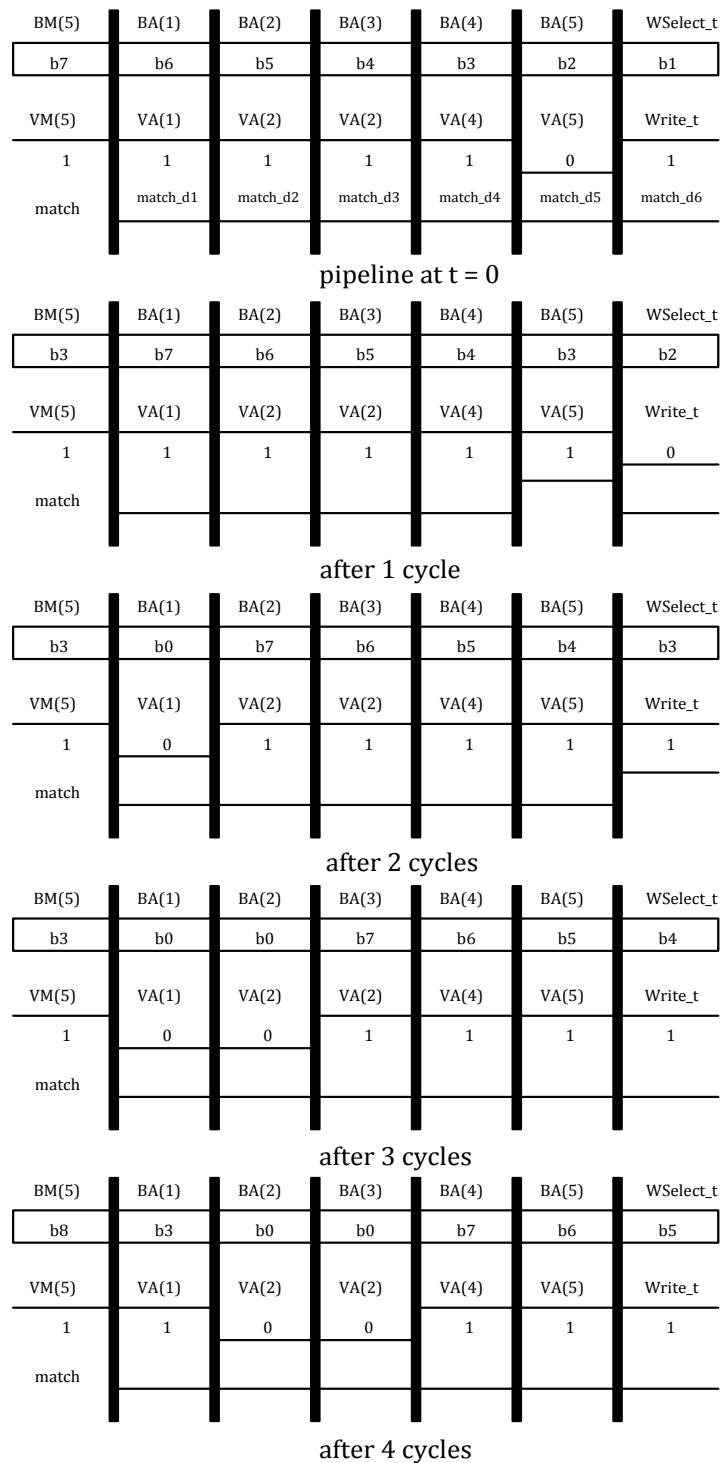 BM(5) BA(1) BA(2) BA(3) BA(4) BA(5) WSelect_t
b7 b6 b5 b4 b3 b2 b1
VM(5) VA(1) VA(2) VA(2) VA(4) VA(5) Write_t
1 1 1 1 1 0 1
match match_d1 match_d2 match_d3 match_d4 match_d5 match_d6
pipeline at t = 0
BM(5) BA(1) BA(2) BA(3) BA(4) BA(5) WSelect_t
b3 b7 b6 b5 b4 b3 b2
VM(5) VA(1) VA(2) VA(2) VA(4) VA(5) Write_t
1 1 1 1 1 1 0
match
after 1 cycle
BM(5) BA(1) BA(2) BA(3) BA(4) BA(5) WSelect_t
b3 b0 b7 b6 b5 b4 b3
VM(5) VA(1) VA(2) VA(2) VA(4) VA(5) Write_t
1 0 1 1 1 1 1
match
after 2 cycles
BM(5) BA(1) BA(2) BA(3) BA(4) BA(5) WSelect_t
b3 b0 b0 b7 b6 b5 b4
VM(5) VA(1) VA(2) VA(2) VA(4) VA(5) Write_t
1 0 0 1 1 1 1
match
after 3 cycles
BM(5) BA(1) BA(2) BA(3) BA(4) BA(5) WSelect_t
b8 b3 b0 b0 b7 b6 b5
VM(5) VA(1) VA(2) VA(2) VA(4) VA(5) Write_t
1 1 0 0 1 1 1
match
after 4 cycles